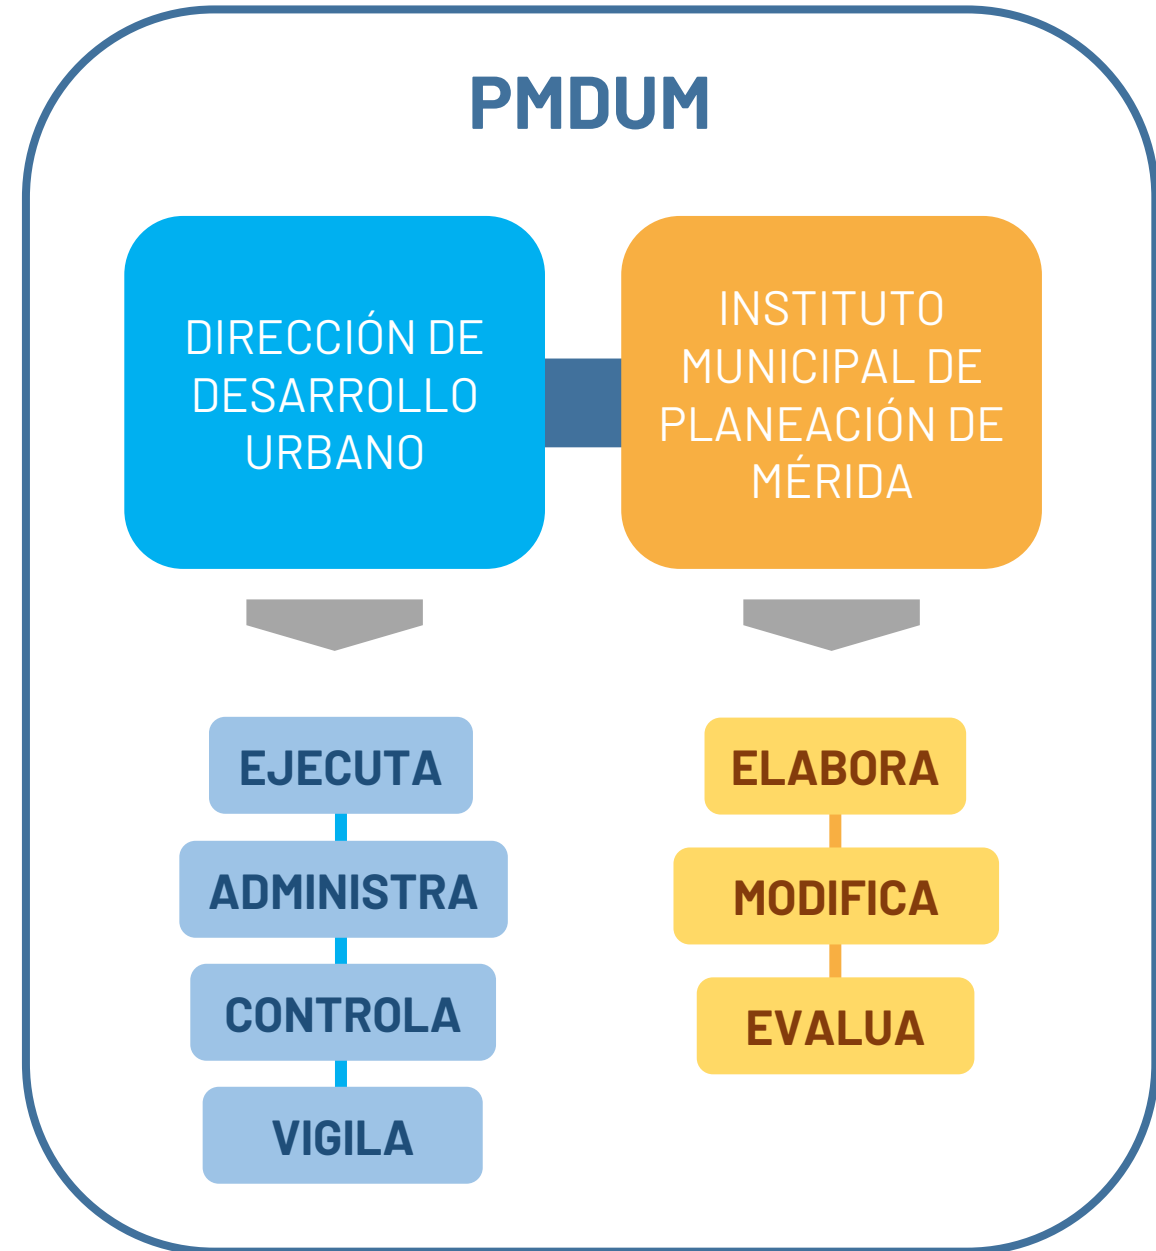 PMDUM
DIRECCIÓN DE
DESARROLLO
URBANO
INSTITUTO
MUNICIPAL DE
PLANEACIÓN DE
MÉRIDA
EJECUTA
ADMINISTRA
CONTROLA
VIGILA
ELABORA
MODIFICA
EVALUA